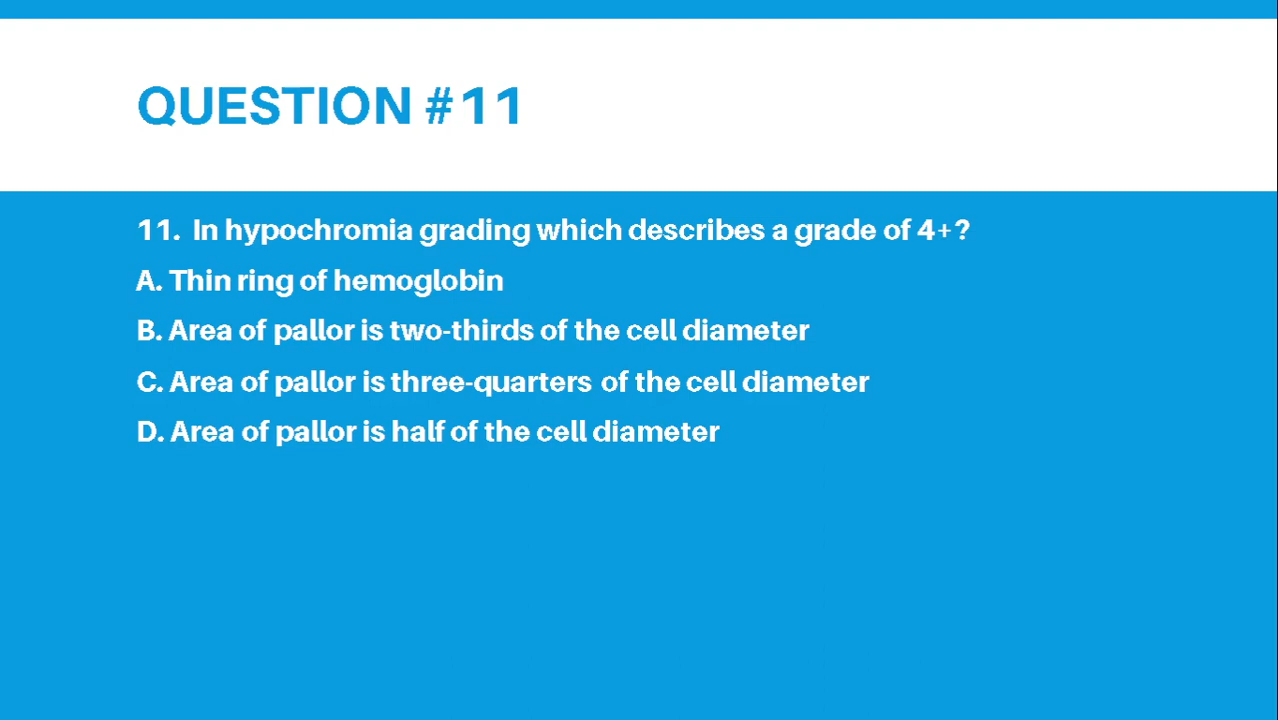 QUESTION #11
11. In hypochromia grading which describes a grade of 4+?
A. Thin ring of hemoglobin
B. Area of pallor is two-thirds of the cell diameter
C. Area of pallor is three-quarters of the cell diameter
D. Area of pallor is half of the cell diameter